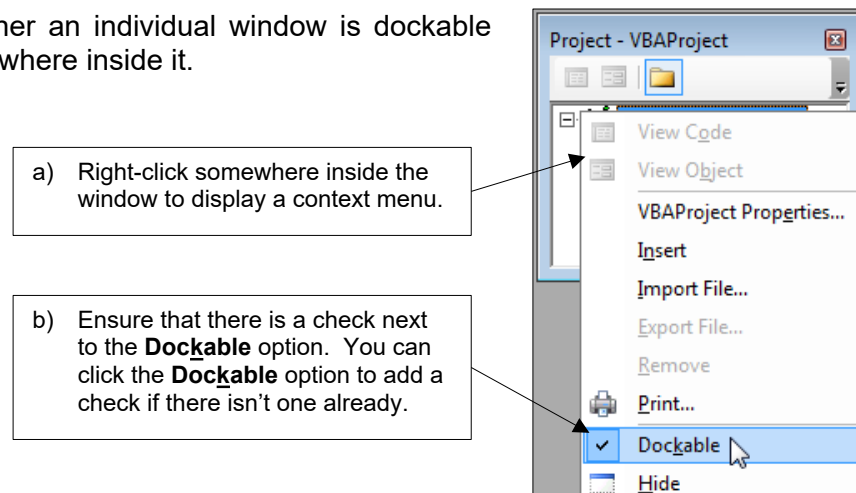 ner an individual window is dockable
where inside it.
a) Right-click somewhere inside the
window to display a context menu.
b) Ensure that there is a check next
to the Dockable option. You can
click the Dockable option to add a
check if there isn’t one already.
Project - VBAProject
View Code
View Object
VBAProject Properties...
Insert
Import File...
Export File...
Remove
Print...
Dockable
Hide